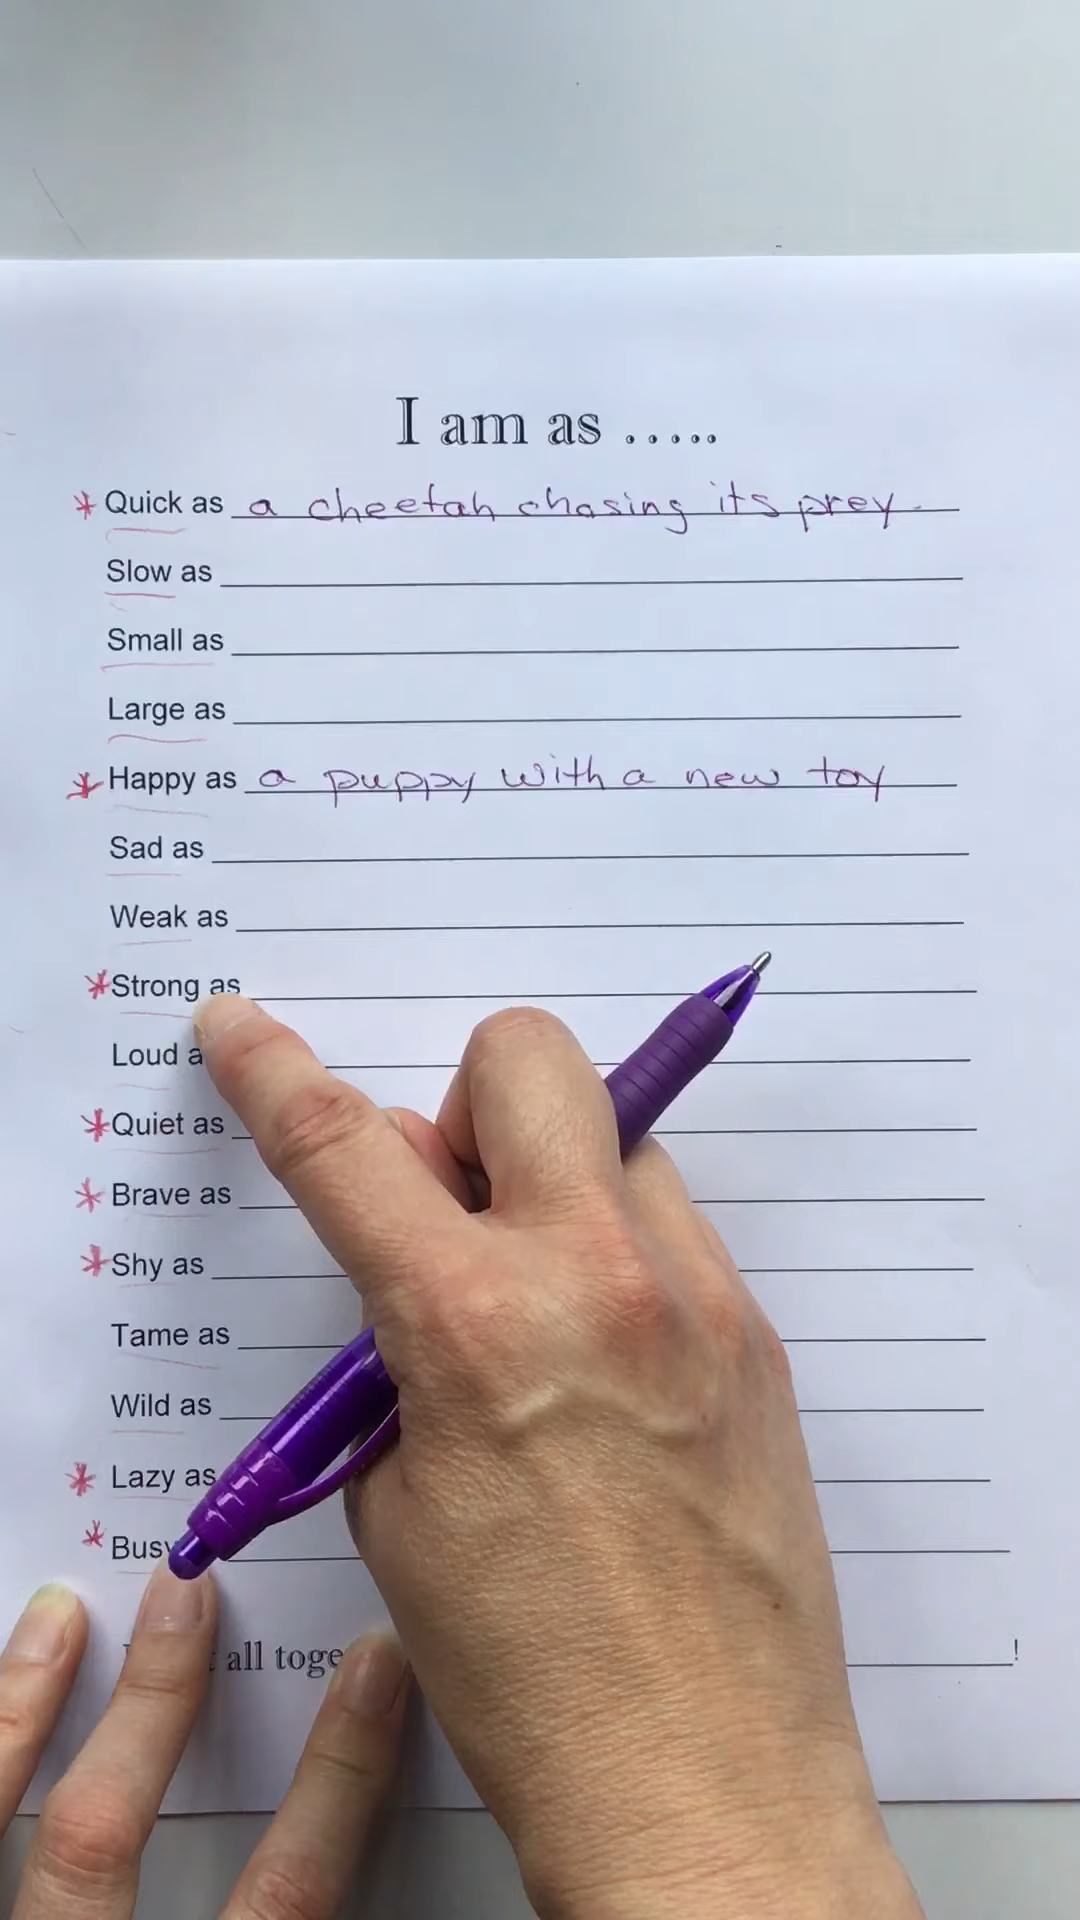 I am as .....
Quick as a cheetah chasing its prey.
Slow as
Small as
Large as
Happy as a puppy with a new toy
Sad as
Weak as
Strong as
Loud a
Quiet as
Brave as
Shy as
Tame as
Wild as
Lazy as
Busy
all toge !